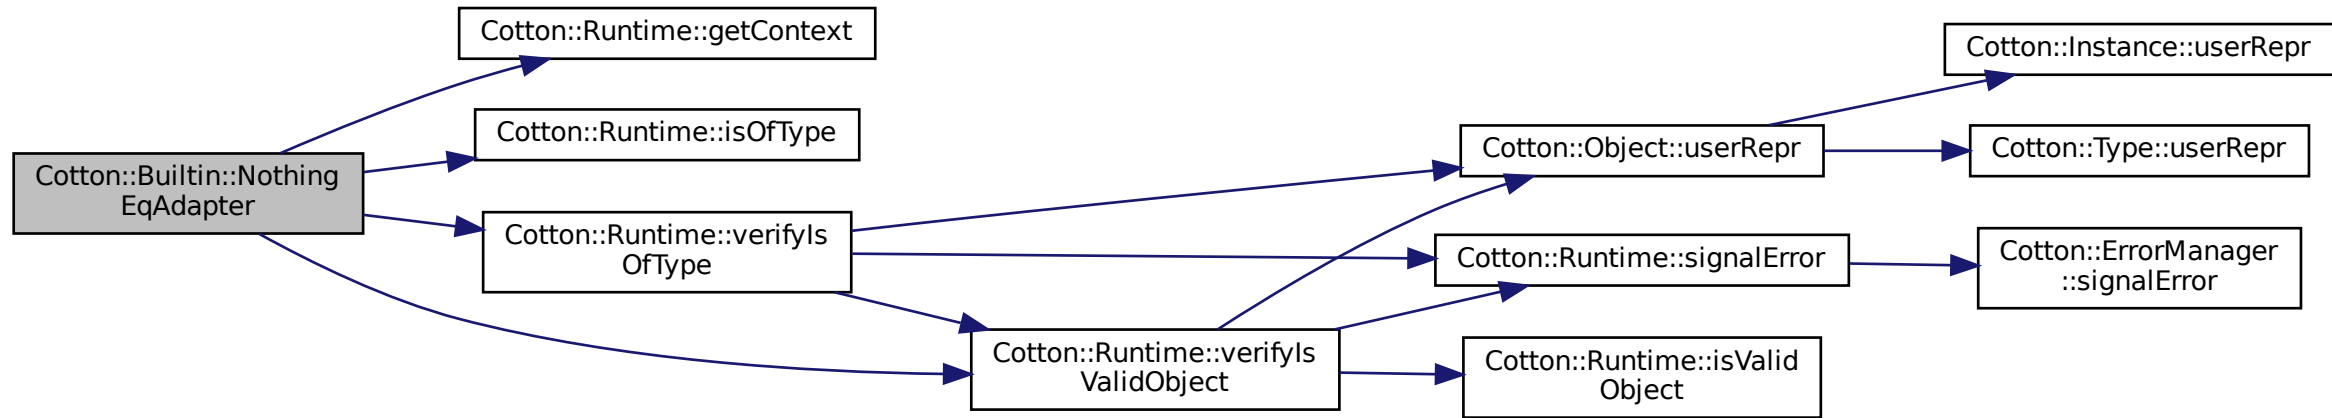 Cotton::Builtin::Nothing
EqAdapter
Cotton::Runtime::getContext
Cotton::Runtime::isOfType
Cotton::Runtime::verifyIs
OfType
Cotton::Runtime::verifyIs
ValidObject
Cotton::Object::userRepr
Cotton::Runtime::signalError
Cotton::Runtime::isValid
Object
Cotton::Instance::userRepr
Cotton::Type::userRepr
Cotton::ErrorManager
::signalError